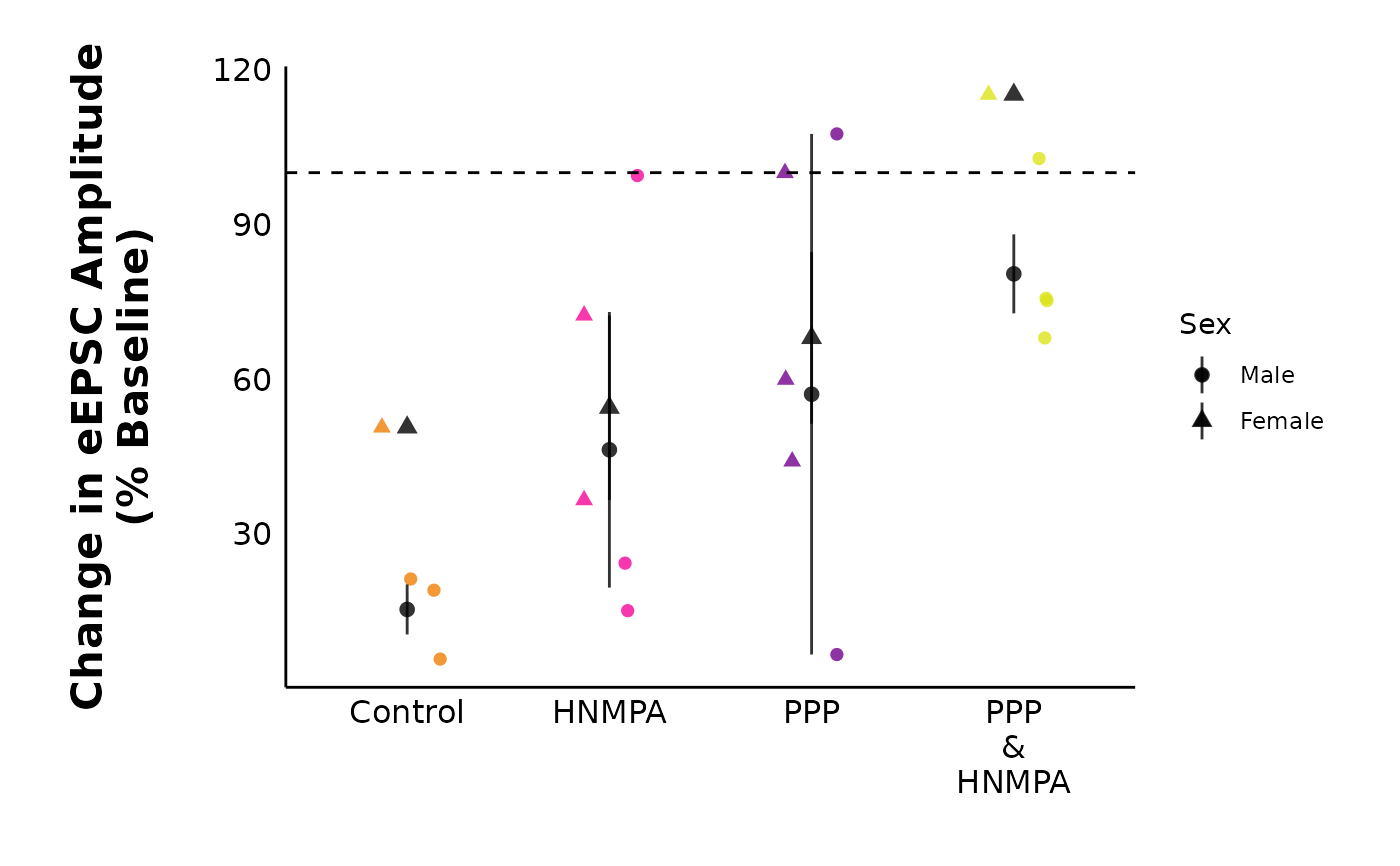 Change in eEPSC Amplitude
(% Baseline)
120
90
60
30
Control
HNMPA
PPP
PPP
&
HNMPA
Sex
Male
Female